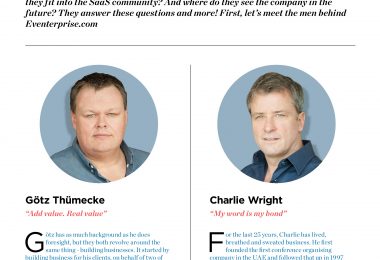 they fit into the SaaS community? And where do they see the company in the
future? They answer these questions and more! First, let's meet the men behind
Eventerprise.com
Götz Thümecke
"Add value. Real value"
Götz has as much background as he does
foresight, but they both revolve around the
same thing - building businesses. It started by
building business for his clients, on behalf of two of
Charlie Wright
"My word is my bond"
For the last 25 years, Charlie has lived,
breathed and sweated business. He first
founded the first conference organising
company in the UAE and followed that up in 1997